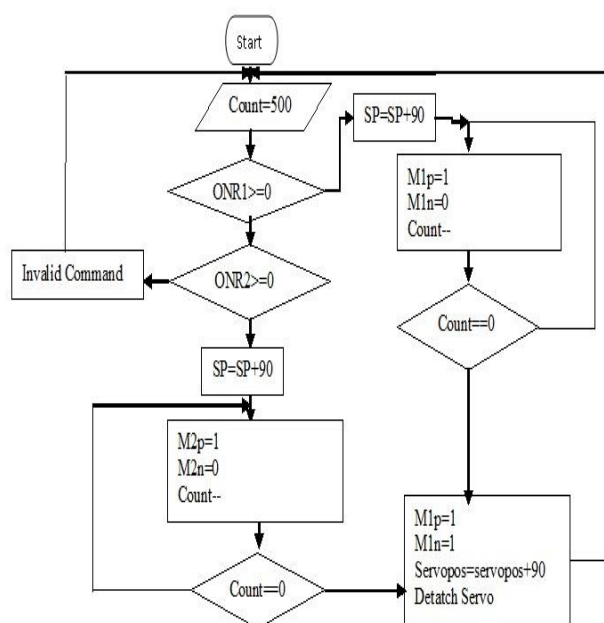 Start
Count=500
SP=SP+90
ONR1>=0
M1p=1
M1n=0
Count--
Invalid Command
ONR2>=0
Count==0
SP=SP+90
M2p=1
M2n=0
Count--
M1p=1
M1n=1
Servopos=servopos+90
Detatch Servo
Count==0